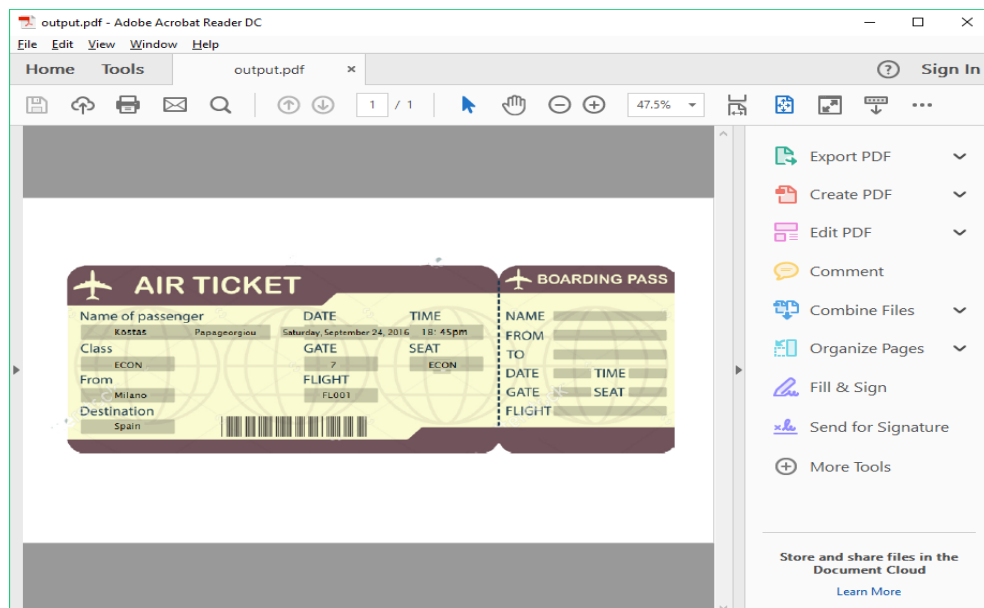 output.pdf - Adobe Acrobat Reader DC
File Edit View Window Help
Home Tools output.pdf × ? Sign In
1 / 1 47.5%
AIR TICKET
Name of passenger DATE TIME
Kostas Papageorgiou Saturday, September 24, 2016 18: 45pm
Class GATE SEAT
ECON 7 ECON
From FLIGHT
Milano FL001
Destination
Spain
BOARDING PASS
NAME
FROM
TO
DATE TIME
GATE SEAT
FLIGHT
Export PDF
Create PDF
Edit PDF
Comment
Combine Files
Organize Pages
Fill & Sign
Send for Signature
More Tools
Store and share files in the
Document Cloud
Learn More